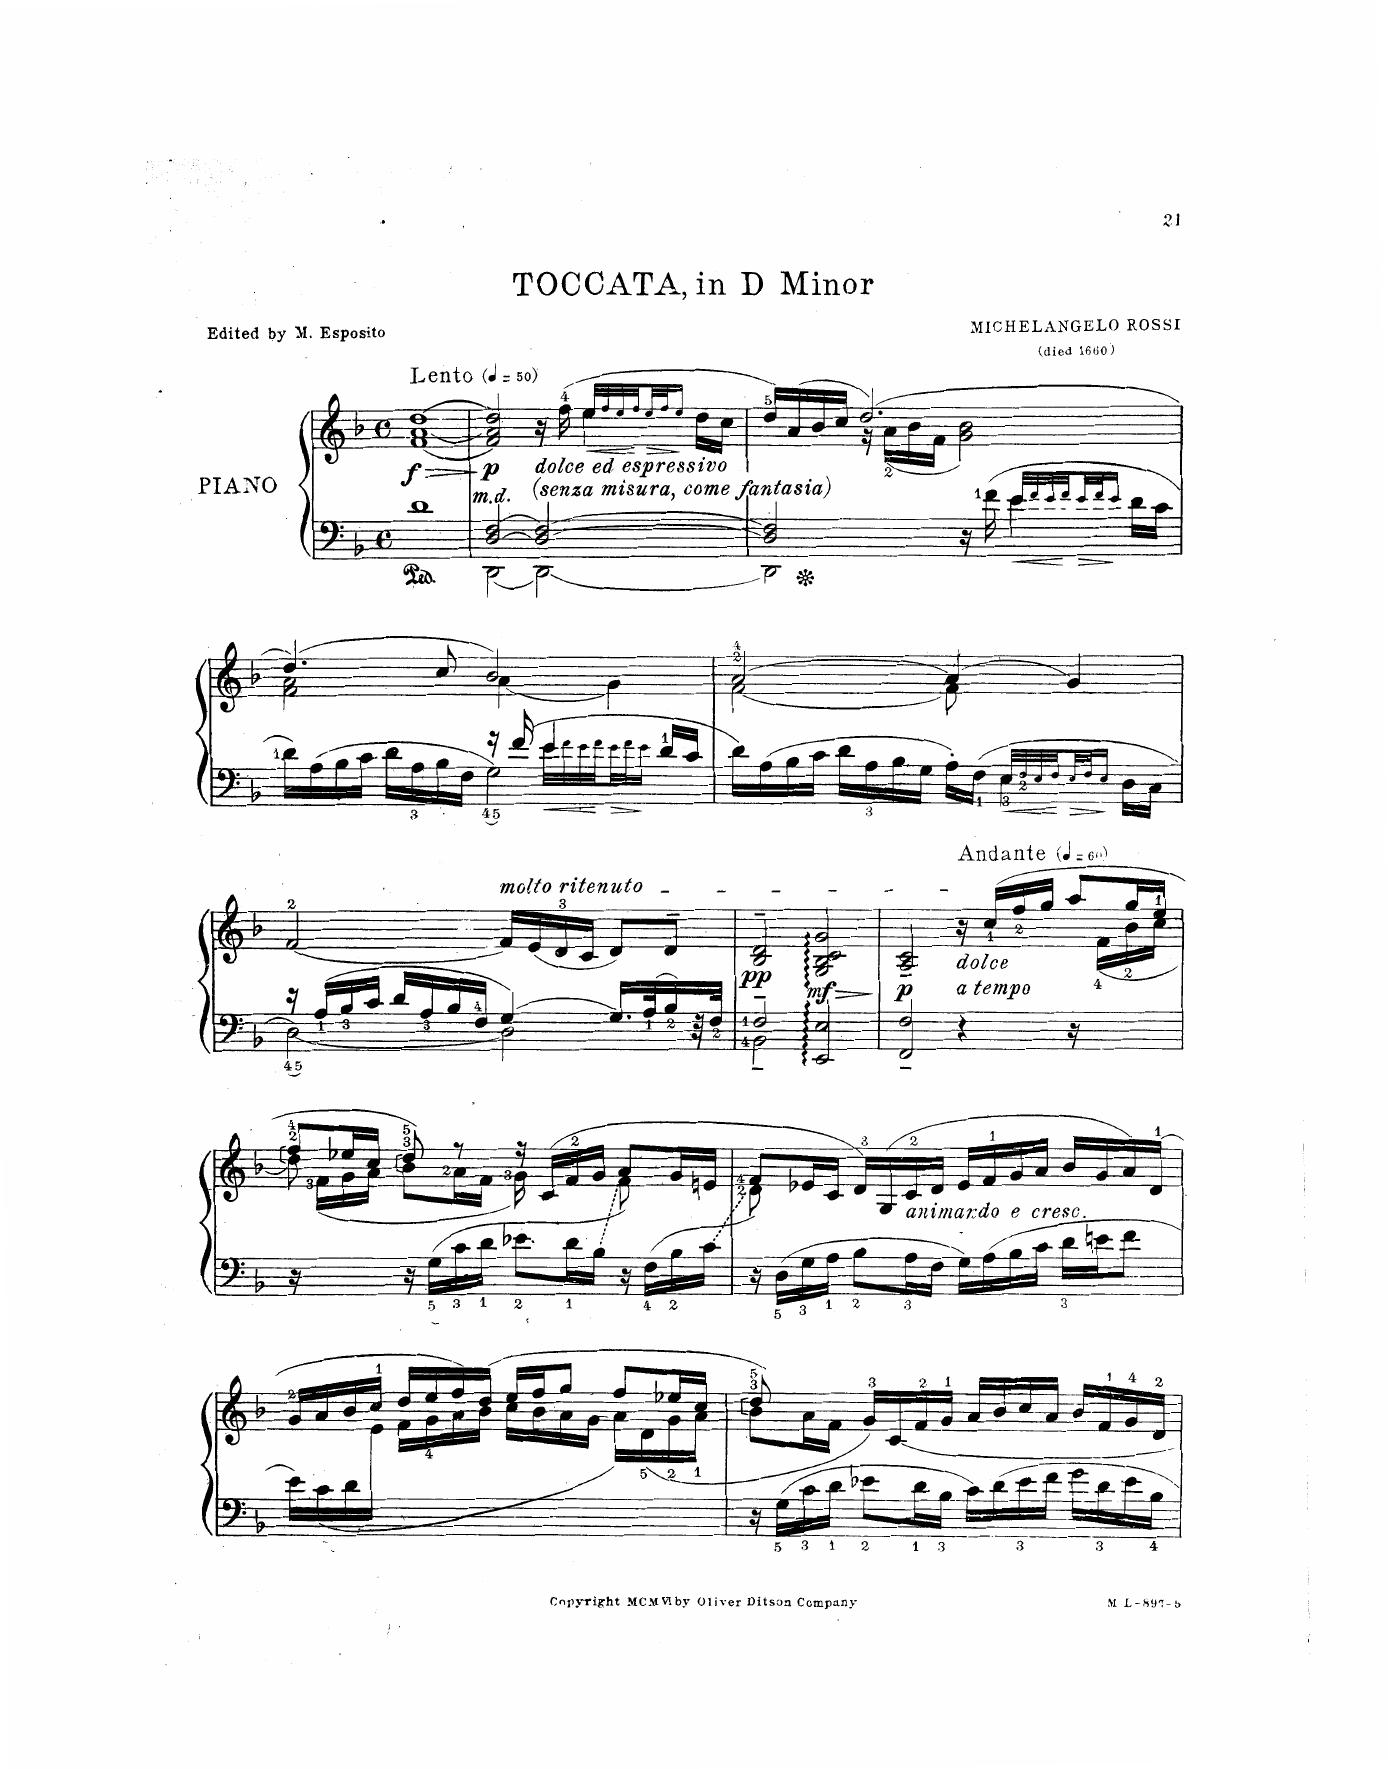 21
TOCCATA, in D Minor
Edited by M. Esposito
MICHELANGELO ROSSI
(died 1660)
Lento (♩ = 50)
PIANO
f p dolce ed espressivo
m.d. (senza misura, come fantasia)
Ped.
Andante (♩ = 60)
molto ritenuto
pp mf p dolce
a tempo
animando e cresc.
Copyright MCMVI by Oliver Ditson Company
M L-897-5